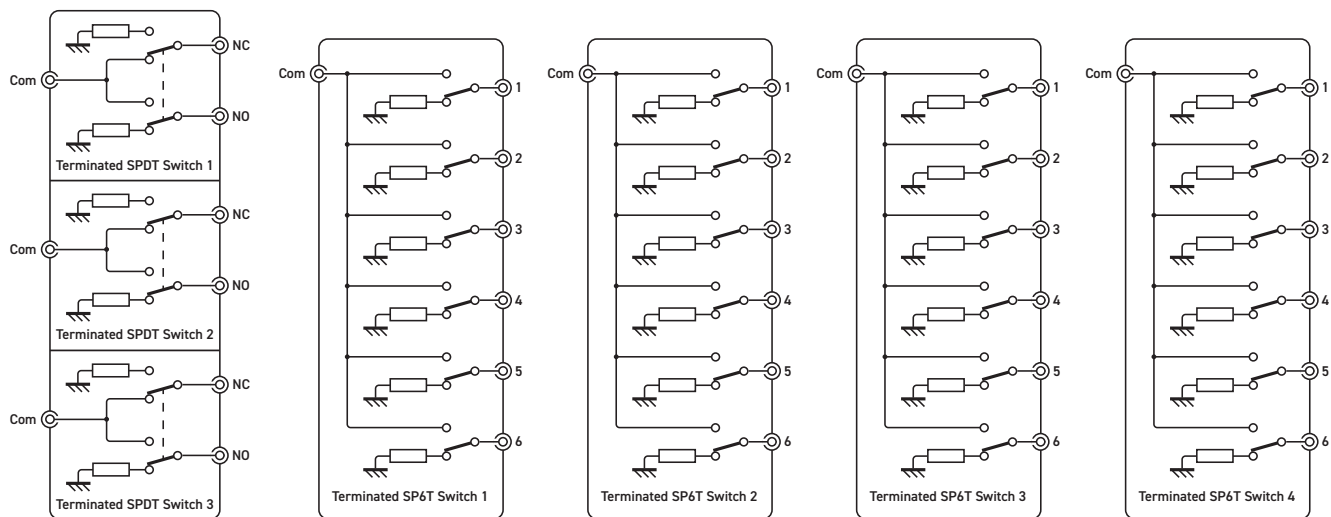 NC
Com
NO
Terminated SPDT Switch 1
NC
Com
NO
Terminated SPDT Switch 2
NC
Com
NO
Terminated SPDT Switch 3
Com
1
2
3
4
5
6
Terminated SP6T Switch 1
Com
1
2
3
4
5
6
Terminated SP6T Switch 2
Com
1
2
3
4
5
6
Terminated SP6T Switch 3
Com
1
2
3
4
5
6
Terminated SP6T Switch 4